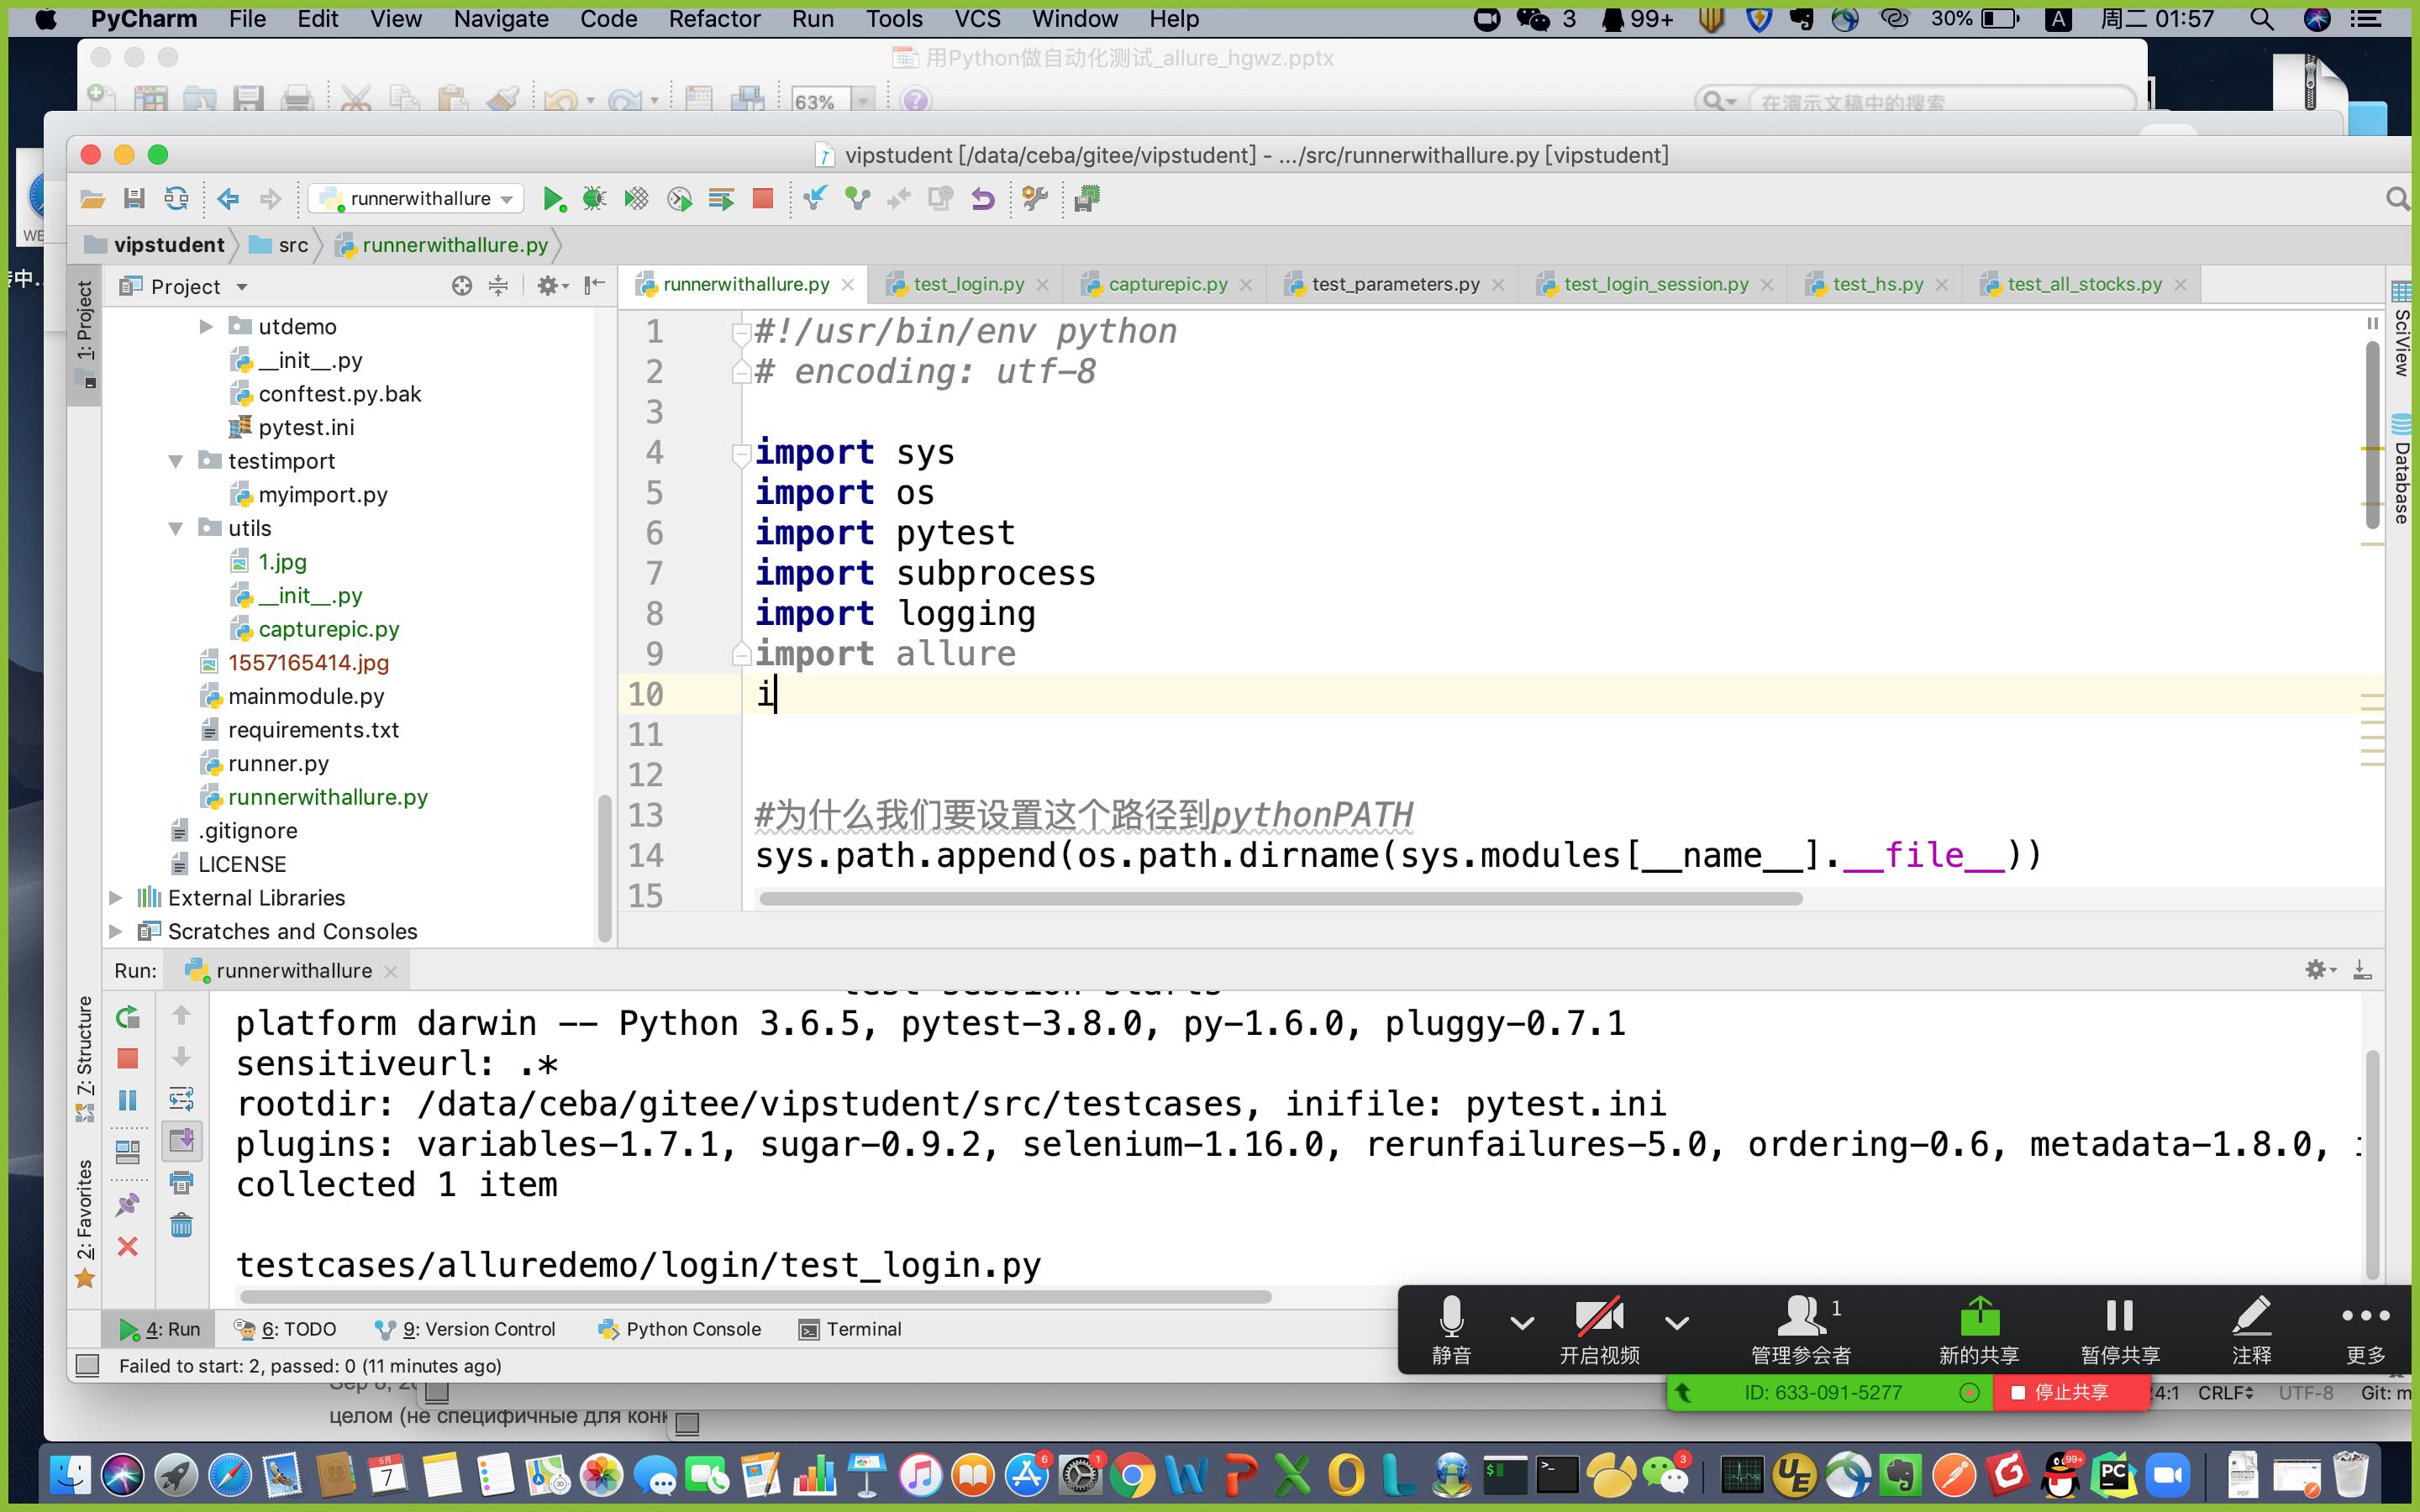 PyCharm File Edit View Navigate Code Refactor Run Tools VCS Window Help 3 99+ 30% A 周二 01:57
用Python做自动化测试_allure_hgwz.pptx
63% 在演示文稿中的搜索
vipstudent [/data/ceba/gitee/vipstudent] - .../src/runnerwithallure.py [vipstudent]
runnerwithallure
vipstudent src runnerwithallure.py
Project
runnerwithallure.py test_login.py capturepic.py test_parameters.py test_login_session.py test_hs.py test_all_stocks.py
1: Project
SciView
Database
utdemo
__init__.py
conftest.py.bak
pytest.ini
testimport
myimport.py
utils
1.jpg
__init__.py
capturepic.py
1557165414.jpg
mainmodule.py
requirements.txt
runner.py
runnerwithallure.py
.gitignore
LICENSE
External Libraries
Scratches and Consoles
1 #!/usr/bin/env python
2 # encoding: utf-8
3
4 import sys
5 import os
6 import pytest
7 import subprocess
8 import logging
9 import allure
10 i
11
12
13 #为什么我们要设置这个路径到pythonPATH
14 sys.path.append(os.path.dirname(sys.modules[__name__].__file__))
15
Run: runnerwithallure
7: Structure
2: Favorites
test session starts
platform darwin -- Python 3.6.5, pytest-3.8.0, py-1.6.0, pluggy-0.7.1
sensitiveurl: .*
rootdir: /data/ceba/gitee/vipstudent/src/testcases, inifile: pytest.ini
plugins: variables-1.7.1, sugar-0.9.2, selenium-1.16.0, rerunfailures-5.0, ordering-0.6, metadata-1.8.0,
collected 1 item
testcases/alluredemo/login/test_login.py
4: Run 6: TODO 9: Version Control Python Console Terminal
1
静音 开启视频 管理参会者 新的共享 暂停共享 注释 更多
Failed to start: 2, passed: 0 (11 minutes ago)
ID: 633-091-5277 停止共享 4:1 CRLF UTF-8 Git: m
целом (не специфичные для кон